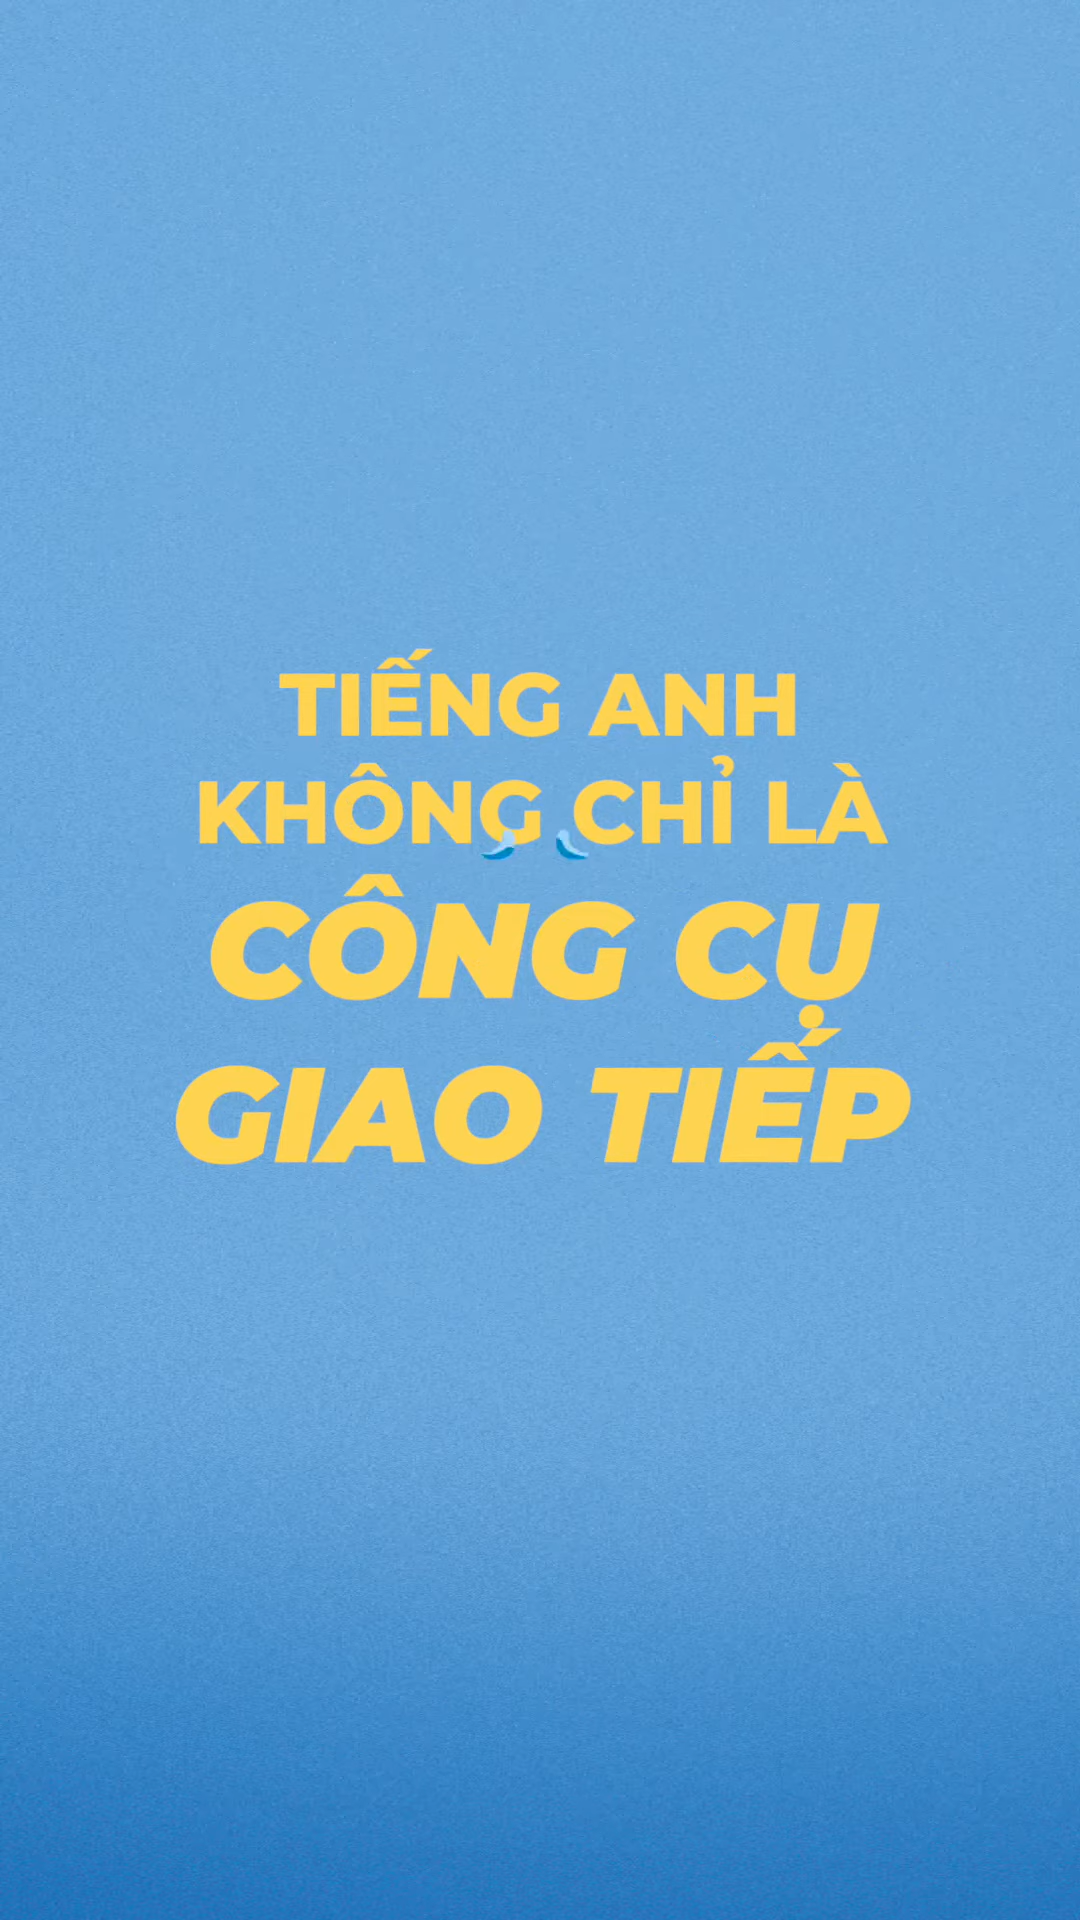 TIẾNG ANH
KHÔNG CHỈ LÀ
CÔNG CỤ
GIAO TIẾP